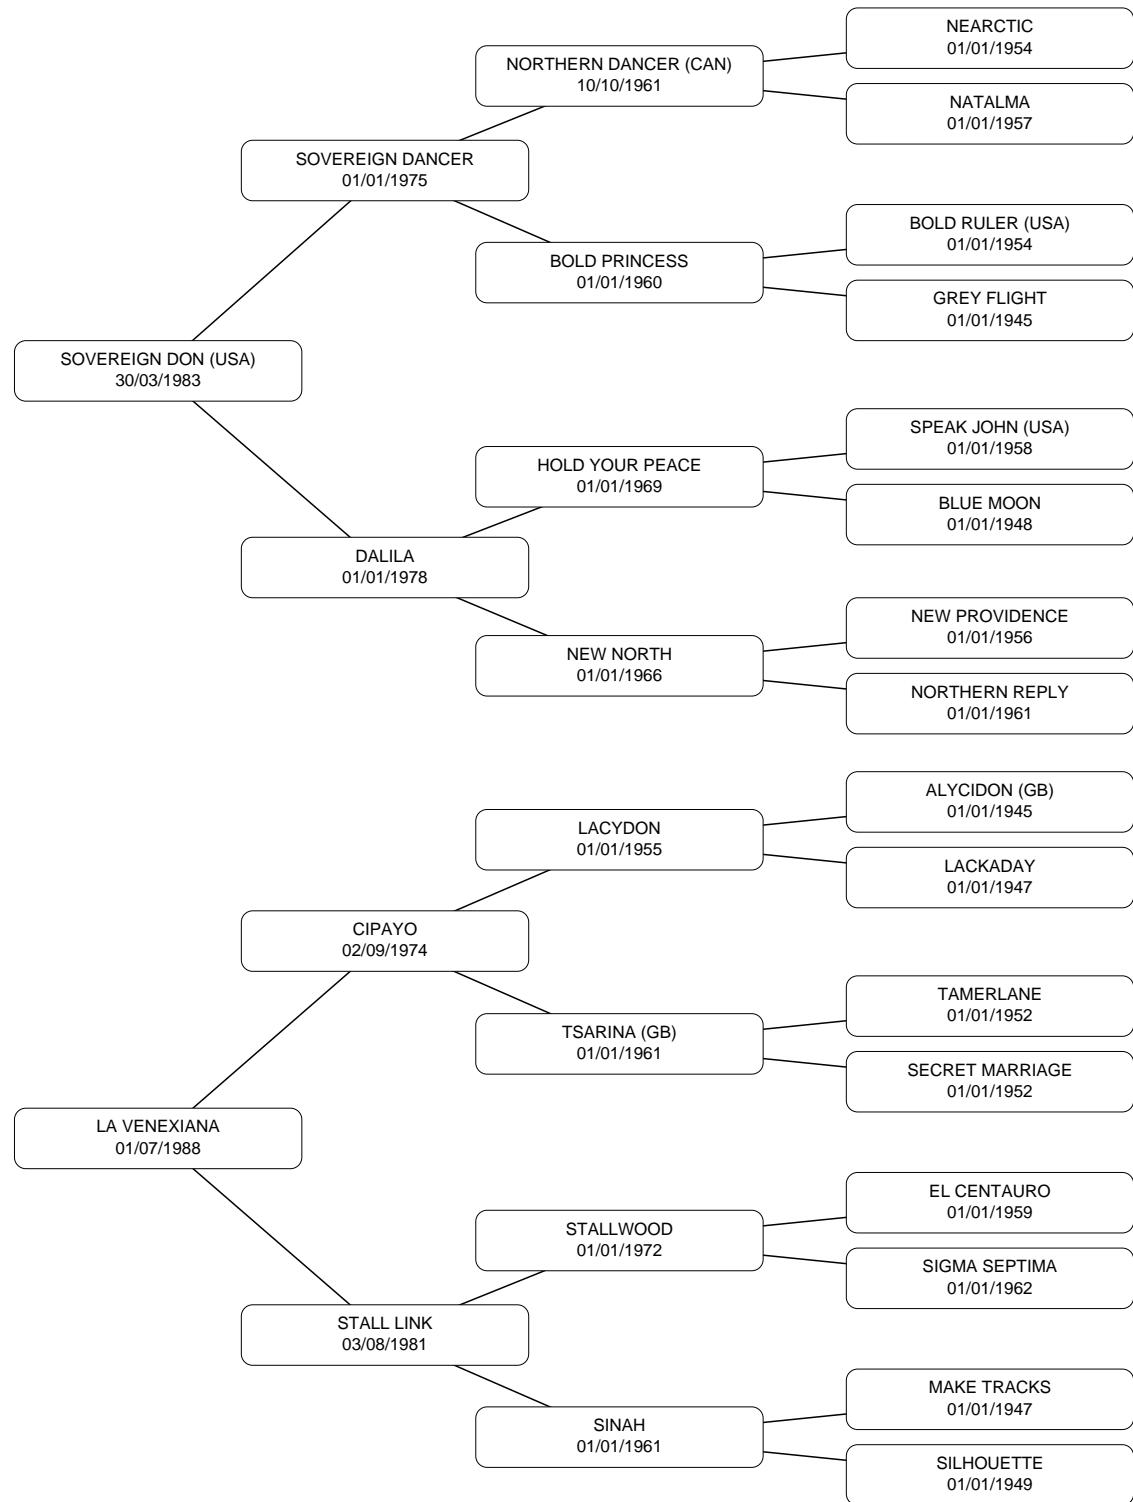 NEARCTIC
01/01/1954
NORTHERN DANCER (CAN)
10/10/1961
NATALMA
01/01/1957
SOVEREIGN DANCER
01/01/1975
BOLD RULER (USA)
01/01/1954
BOLD PRINCESS
01/01/1960
GREY FLIGHT
01/01/1945
SOVEREIGN DON (USA)
30/03/1983
SPEAK JOHN (USA)
01/01/1958
HOLD YOUR PEACE
01/01/1969
BLUE MOON
01/01/1948
DALILA
01/01/1978
NEW PROVIDENCE
01/01/1956
NEW NORTH
01/01/1966
NORTHERN REPLY
01/01/1961
ALYCIDON (GB)
01/01/1945
LACYDON
01/01/1955
LACKADAY
01/01/1947
CIPAYO
02/09/1974
TAMERLANE
01/01/1952
TSARINA (GB)
01/01/1961
SECRET MARRIAGE
01/01/1952
LA VENEXIANA
01/07/1988
EL CENTAURO
01/01/1959
STALLWOOD
01/01/1972
SIGMA SEPTIMA
01/01/1962
STALL LINK
03/08/1981
MAKE TRACKS
01/01/1947
SINAH
01/01/1961
SILHOUETTE
01/01/1949